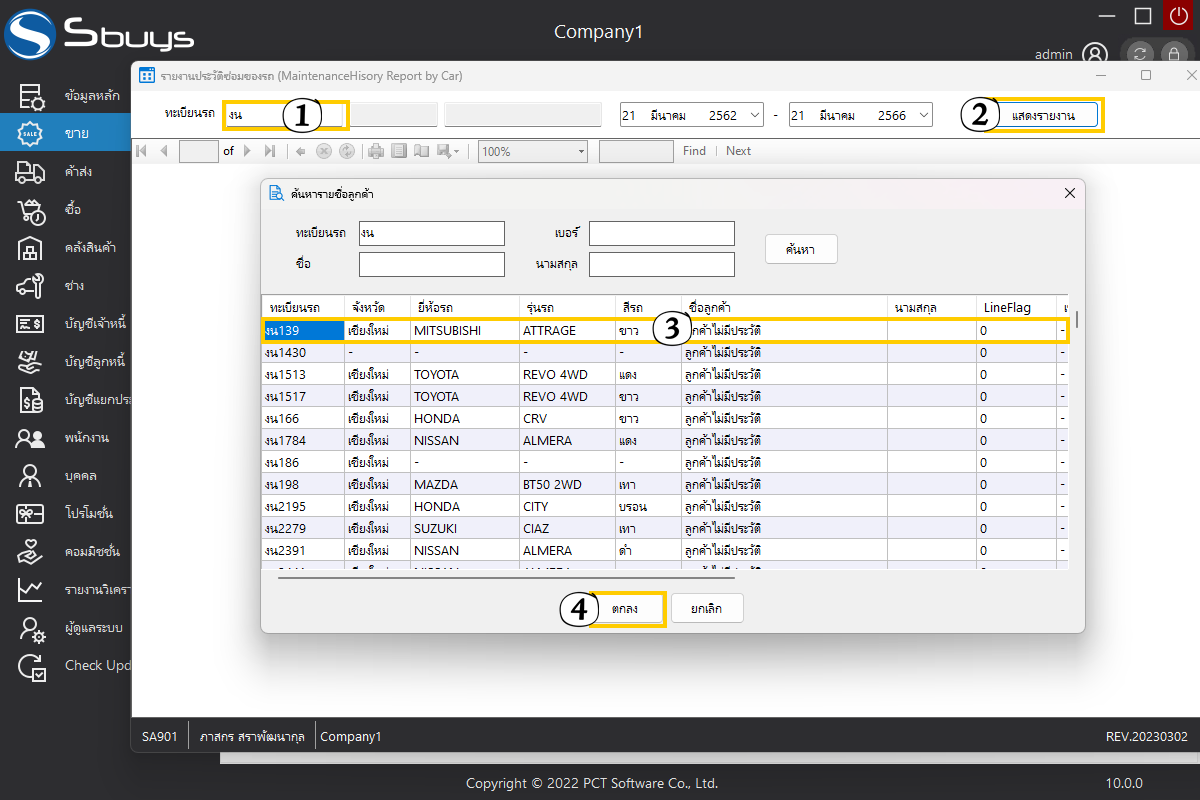 Sbuys
Company1
admin
ข้อมูลหลัก
ขาย
ค้าส่ง
ซื้อ
คลังสินค้า
ช่าง
บัญชีเจ้าหนี้
บัญชีลูกหนี้
บัญชีแยกประ
พนักงาน
บุคคล
โปรโมชั่น
คอมมิชชั่น
รายงานวิเครา
ผู้ดูแลระบบ
Check Upd
รายงานประวัติซ่อมของรถ (MaintenanceHisory Report by Car)
ทะเบียนรถ งน 1 21 มีนาคม 2562 - 21 มีนาคม 2566 2 แสดงรายงาน
of 100% Find | Next
ค้นหารายชื่อลูกค้า
ทะเบียนรถ งน เบอร์
ค้นหา
ชื่อ นามสกุล
ทะเบียนรถ จังหวัด ยี่ห้อรถ รุ่นรถ สีรถ ชื่อลูกค้า นามสกุล LineFlag
งน139 เชียงใหม่ MITSUBISHI ATTRAGE ขาว 3 กค้าไม่มีประวัติ 0 -
งน1430 - - - - ลูกค้าไม่มีประวัติ 0 -
งน1513 เชียงใหม่ TOYOTA REVO 4WD แดง ลูกค้าไม่มีประวัติ 0 -
งน1517 เชียงใหม่ TOYOTA REVO 4WD ขาว ลูกค้าไม่มีประวัติ 0 -
งน166 เชียงใหม่ HONDA CRV ขาว ลูกค้าไม่มีประวัติ 0 -
งน1784 เชียงใหม่ NISSAN ALMERA แดง ลูกค้าไม่มีประวัติ 0 -
งน186 เชียงใหม่ - - - ลูกค้าไม่มีประวัติ 0 -
งน198 เชียงใหม่ MAZDA BT50 2WD เทา ลูกค้าไม่มีประวัติ 0 -
งน2195 เชียงใหม่ HONDA CITY บรอน ลูกค้าไม่มีประวัติ 0 -
งน2279 เชียงใหม่ SUZUKI CIAZ เทา ลูกค้าไม่มีประวัติ 0 -
งน2391 เชียงใหม่ NISSAN ALMERA ดำ ลูกค้าไม่มีประวัติ 0 -
4 ตกลง ยกเลิก
SA901 ภาสกร สราพัฒนากุล Company1 REV.20230302
Copyright © 2022 PCT Software Co., Ltd. 10.0.0